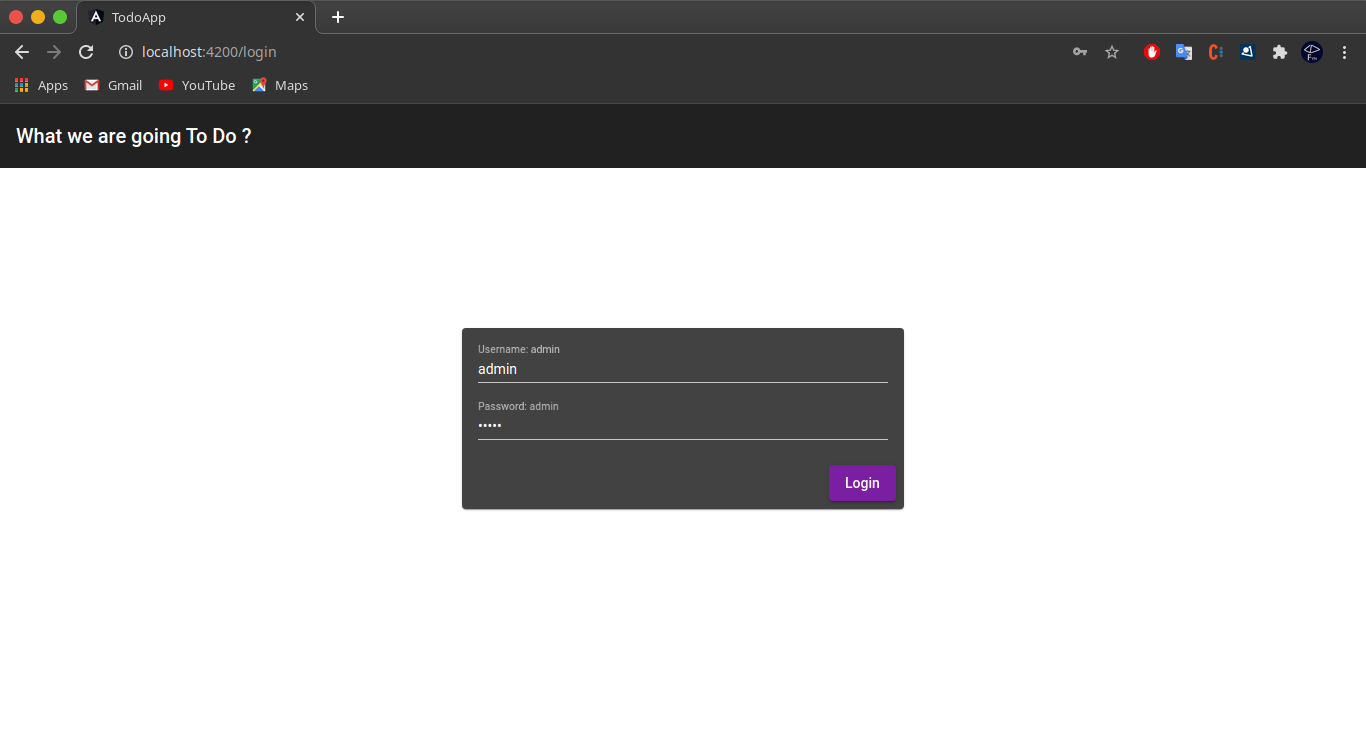 TodoApp
localhost:4200/login
Apps Gmail YouTube Maps
What we are going To Do ?
Username: admin
admin
Password: admin
•••••
Login